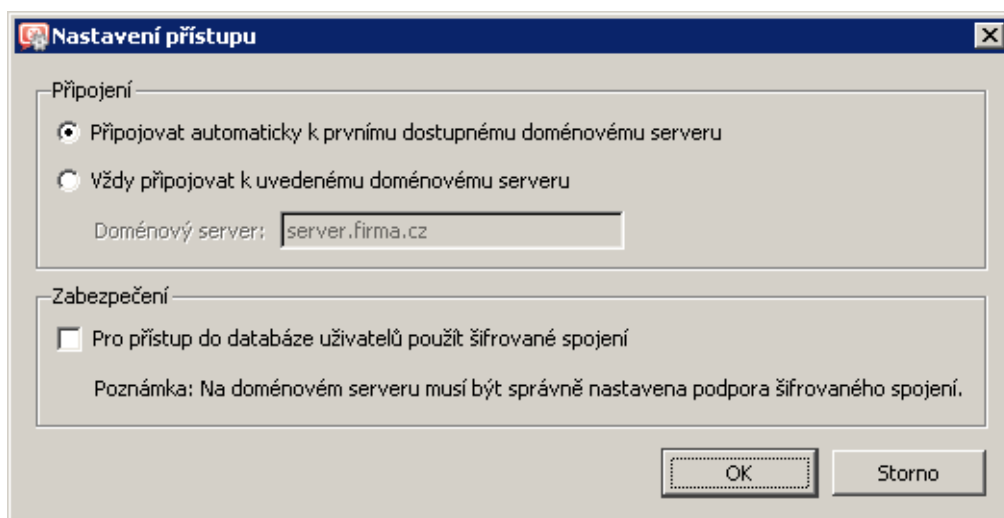 Nastavení přístupu
Připojení
Připojovat automaticky k prvnímu dostupnému doménovému serveru
Vždy připojovat k uvedenému doménovému serveru
Doménový server: server.firma.cz
Zabezpečení
Pro přístup do databáze uživatelů použít šifrované spojení
Poznámka: Na doménovém serveru musí být správně nastavena podpora šifrovaného spojení.
OK Storno